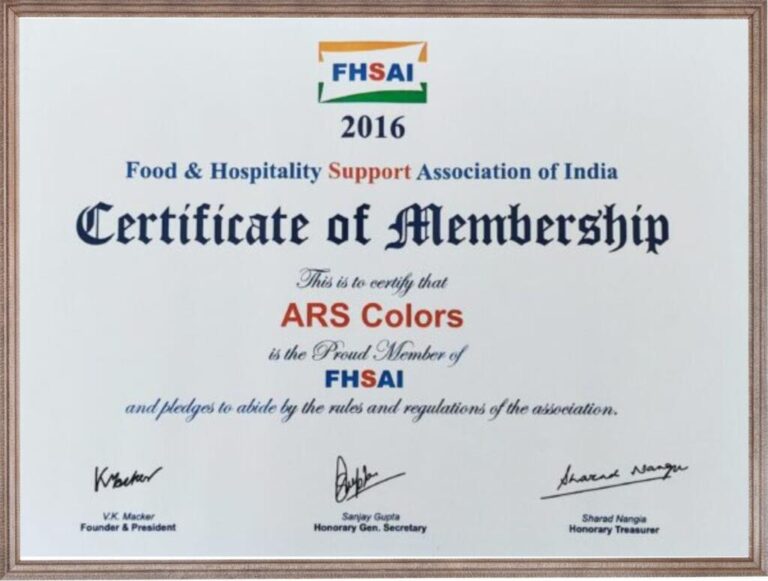 FHSAI
2016
Food & Hospitality Support Association of India
Certificate of Membership
This is to certify that
ARS Colors
is the Proud Member of
FHSAI
and pledges to abide by the rules and regulations of the association.
V.K. Macker
Founder & President
Sanjay Gupta
Honorary Gen. Secretary
Sharad Nangia
Honorary Treasurer